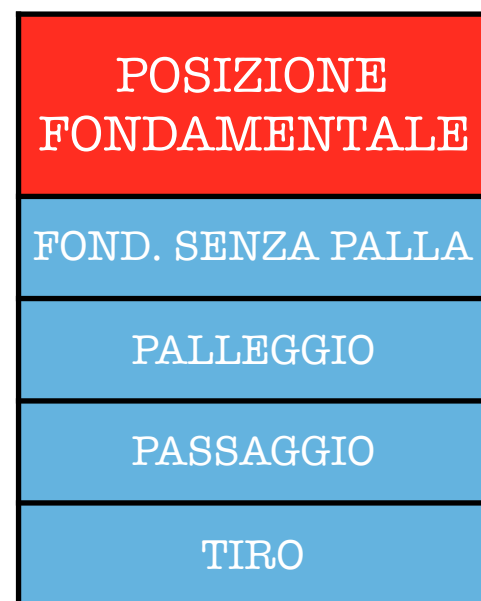 POSIZIONE
FONDAMENTALE
FOND. SENZA PALLA
PALLEGGIO
PASSAGGIO
TIRO